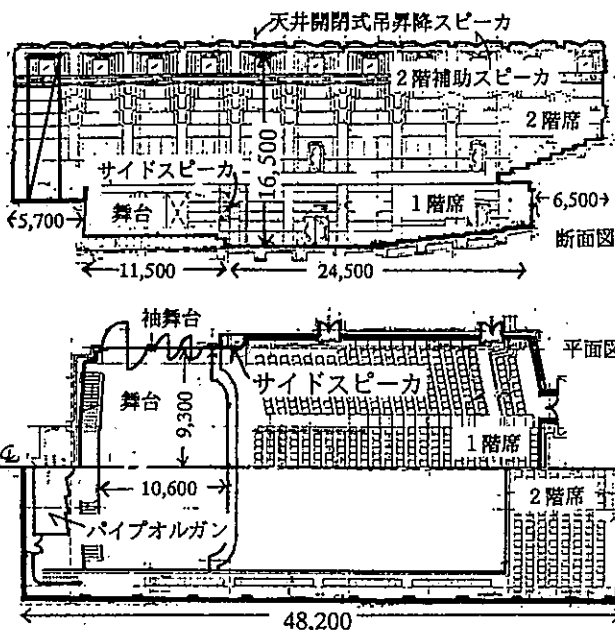 天井開閉式吊昇降スピーカ
2階補助スピーカ
2階席
16,500
サイドスピーカ
舞台
1階席
5,700
6,500
断面図
11,500
24,500
袖舞台
平面図
舞台
サイドスピーカ
9,300
1階席
10,600
2階席
パイプオルガン
48,200